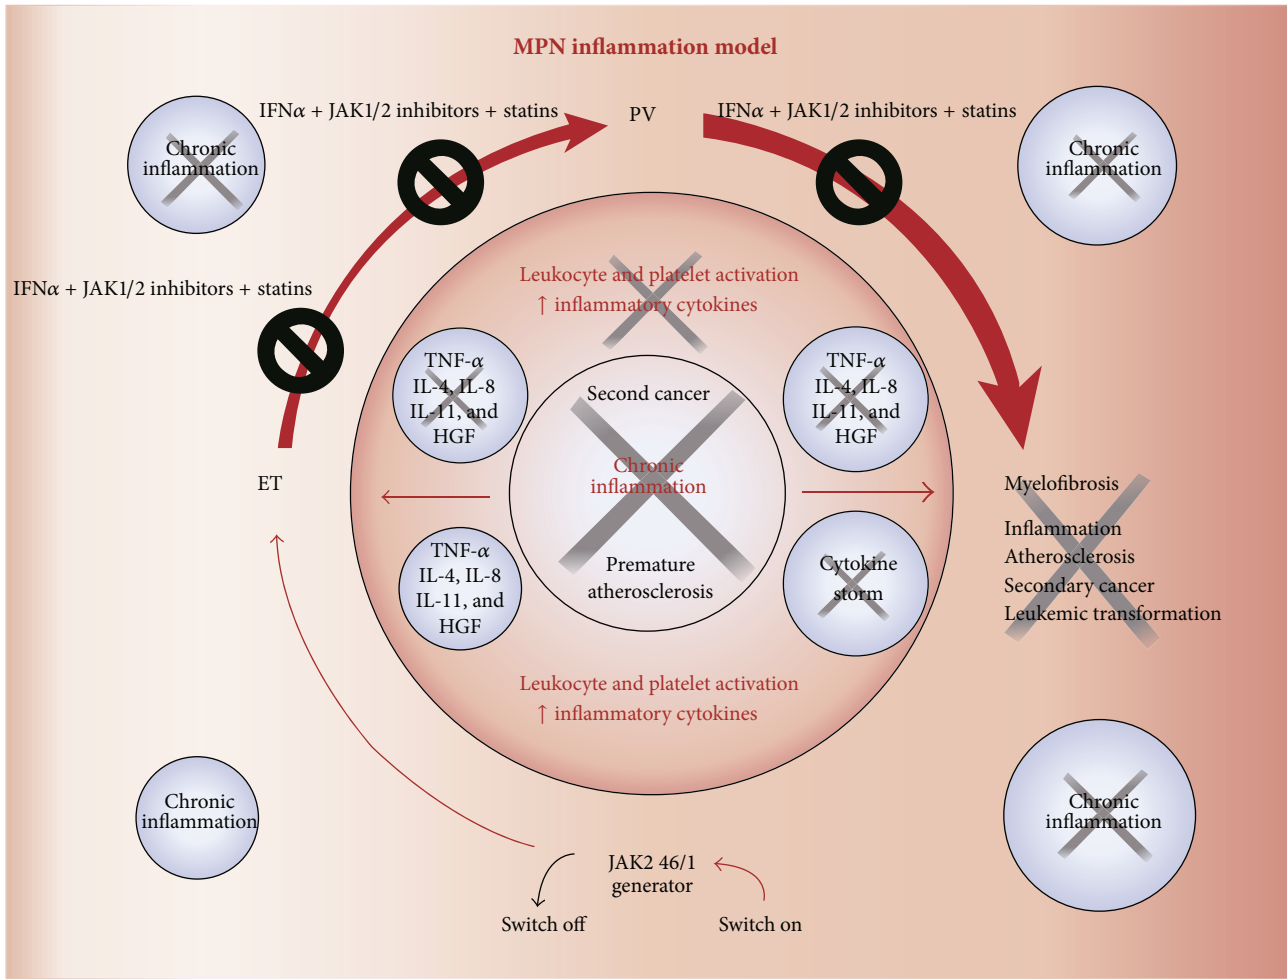 MPN inflammation model
IFNα + JAK1/2 inhibitors + statins
PV
IFNα + JAK1/2 inhibitors + statins
Chronic
inflammation
Chronic
inflammation
IFNα + JAK1/2 inhibitors + statins
Leukocyte and platelet activation
↑ inflammatory cytokines
TNF-α
IL-4, IL-8
IL-11, and
HGF
Second cancer
TNF-α
IL-4, IL-8
IL-11, and
HGF
Chronic
inflammation
ET
Myelofibrosis
Inflammation
Atherosclerosis
Secondary cancer
Leukemic transformation
TNF-α
IL-4, IL-8
IL-11, and
HGF
Premature
atherosclerosis
Cytokine
storm
Leukocyte and platelet activation
↑ inflammatory cytokines
Chronic
inflammation
Chronic
inflammation
JAK2 46/1
generator
Switch off
Switch on